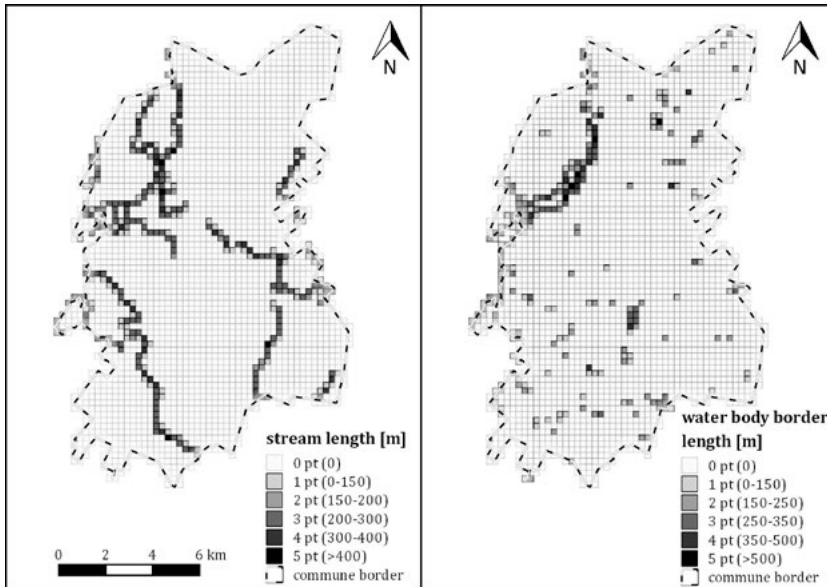 N
stream length [m]
0 pt (0)
1 pt (0-150)
2 pt (150-200)
3 pt (200-300)
4 pt (300-400)
5 pt (>400)
commune border
0 2 4 6 km
N
water body border
length [m]
0 pt (0)
1 pt (0-150)
2 pt (150-250)
3 pt (250-350)
4 pt (350-500)
5 pt (>500)
commune border